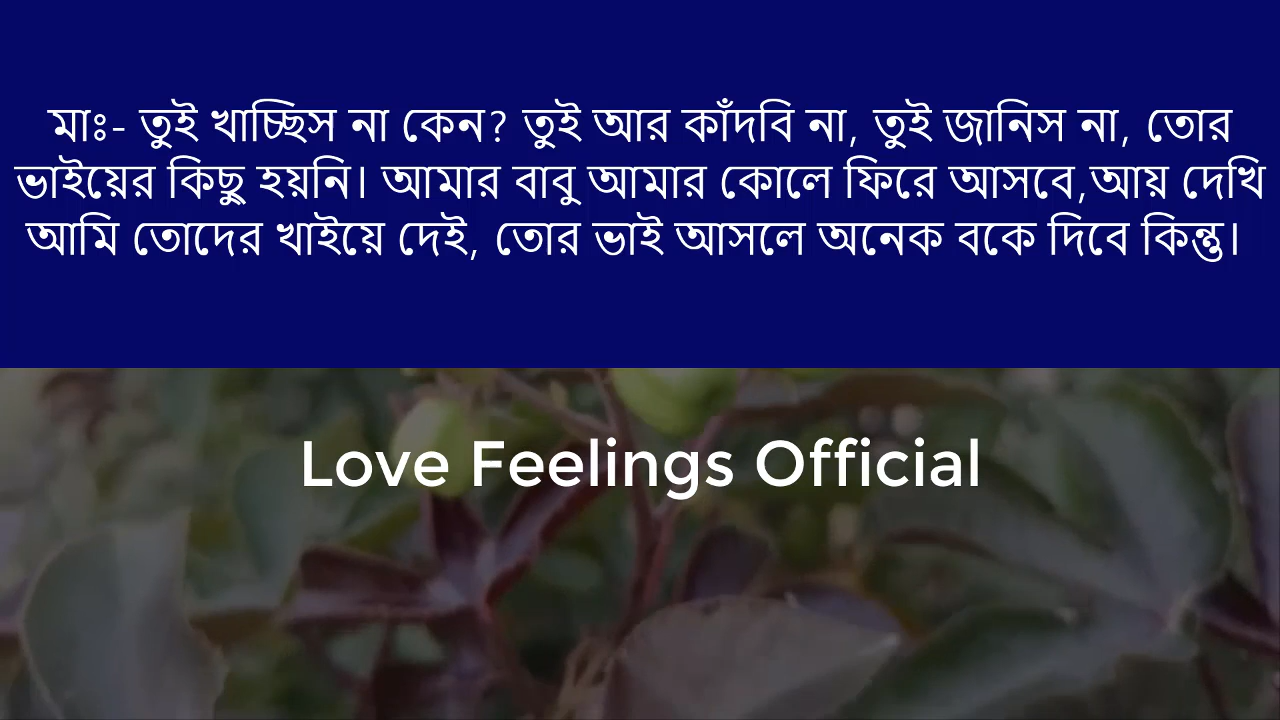 মাঃ- তুই খাচ্ছিস না কেন? তুই আর কাঁদবি না, তুই জানিস না, তোর
ভাইয়ের কিছু হয়নি। আমার বাবু আমার কোলে ফিরে আসবে,আয় দেখি
আমি তোদের খাইয়ে দেই, তোর ভাই আসলে অনেক বকে দিবে কিন্তু।
Love Feelings Official